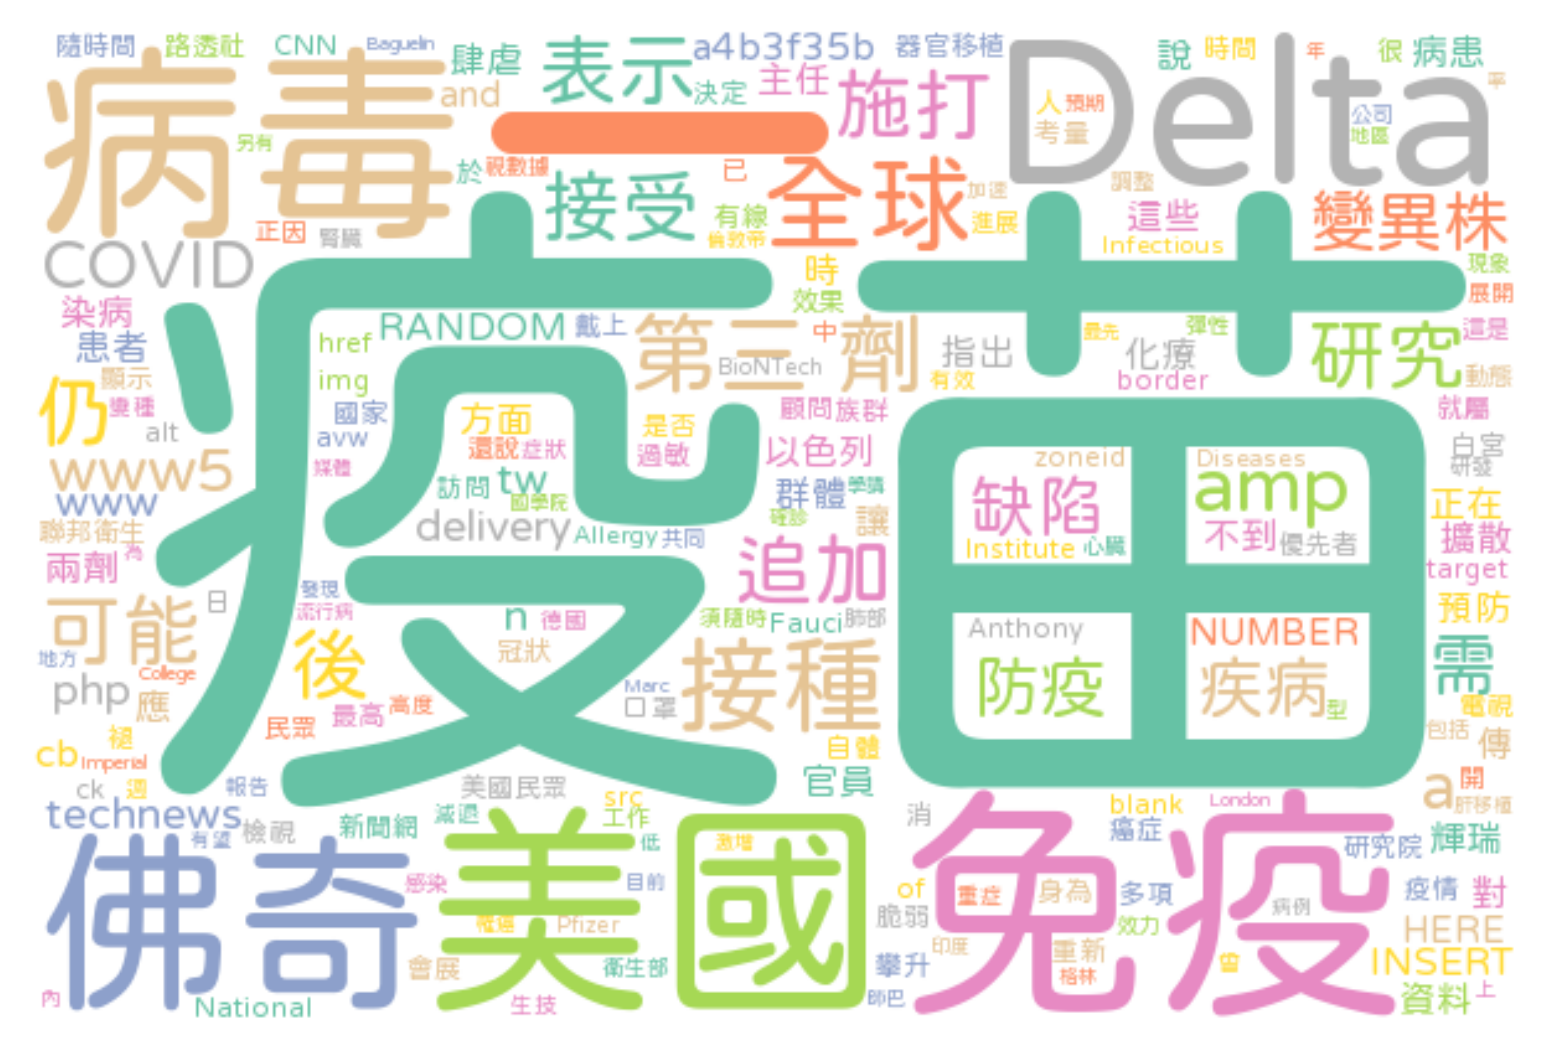 隨時間
路透社
CNN
Baguelin
肆虐
表示
a4b3f35b
器官移植
Delta
說
時間
年
很
病患
病毒
and
決定
主任
施打
人
預期
考量
公司
地區
平
另有
一
於
視數據
已
全球
加速
調整
接受
有線
倫敦帝
進展
這些
Infectious
變異株
正因
腎臟
COVID
時
效果
現象
展開
疫苗
染病
患者
顯示
href
img
RANDOM
戴上
第三劑
BioNTech
中
指出
有效
最先
化療
彈性
border
研究
這是
動態
仍
變種
alt
國家
avw
媒體
方面
還說
症狀
是否
過敏
顧問
族群
以色列
就屬
白宮
研發
www5
www
訪問
tw
國學院
群體
學講
確診
讓
zoneid
Diseases
缺陷
amp
正在
聯邦
衛生
delivery
Allergy
共同
Institute
心臟
不到
優先者
擴散
target
兩劑
為
追加
發現
流行病
日
可能
n
德國
須隨時
Fauci
肺部
Anthony
NUMBER
預防
地方
College
後
冠狀
接種
防疫
疾病
型
需
php
應
Marc
口罩
民眾
最高
高度
電視
包括
傳
褪
cb
Imperial
自體
官員
ck
週
報告
美國民眾
src
工作
blank
London
a
開
肝移植
technews
有望
檢視
新聞網
減退
低
消
癌症
研究院
輝瑞
佛奇
感染
美國
激增
目前
免疫
of
重症
身為
多項
病例
疫情
對
脆弱
效力
罹癌
Pfizer
HERE
會展
衛生部
攀升
印度
重新
格林
曾
INSERT
內
National
生技
師巴
資料
上